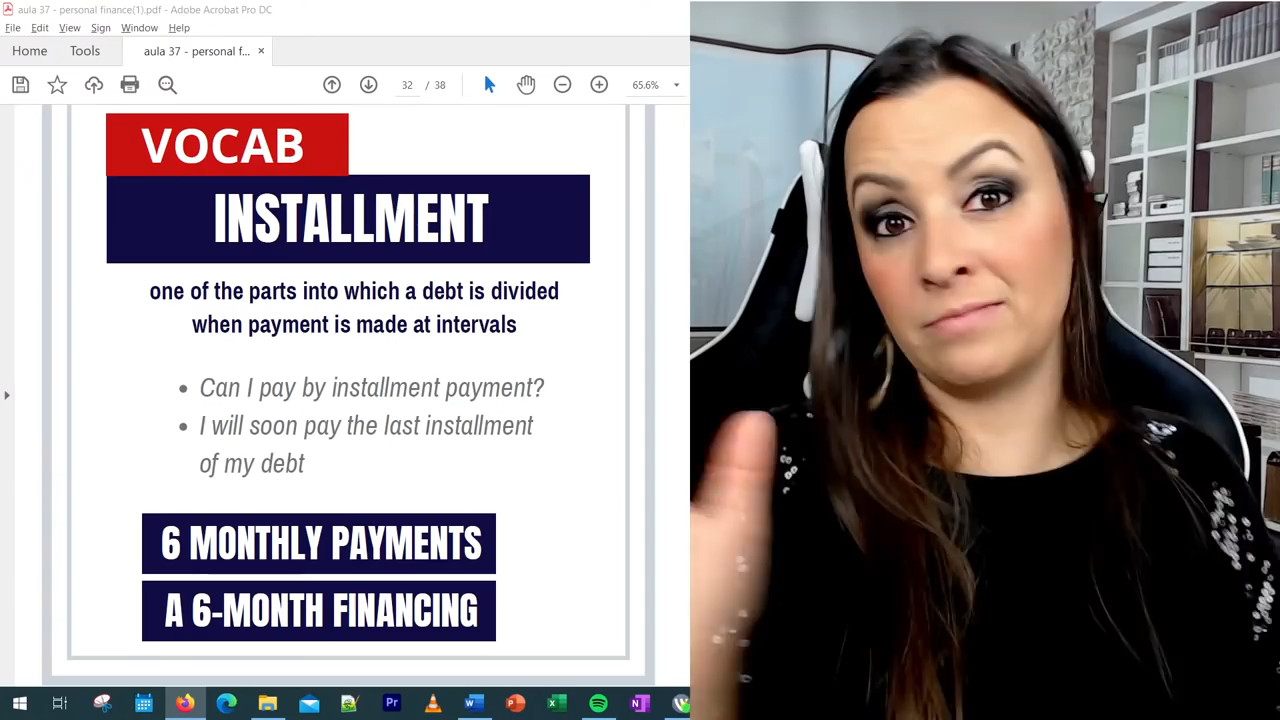 aula 37 - personal finance(1).pdf - Adobe Acrobat Pro DC
File Edit View Sign Window Help
Home Tools aula 37 - personal f... ×
32 / 38 65.6%
VOCAB
INSTALLMENT
one of the parts into which a debt is divided
when payment is made at intervals
• Can I pay by installment payment?
• I will soon pay the last installment
of my debt
6 MONTHLY PAYMENTS
A 6-MONTH FINANCING
Pr